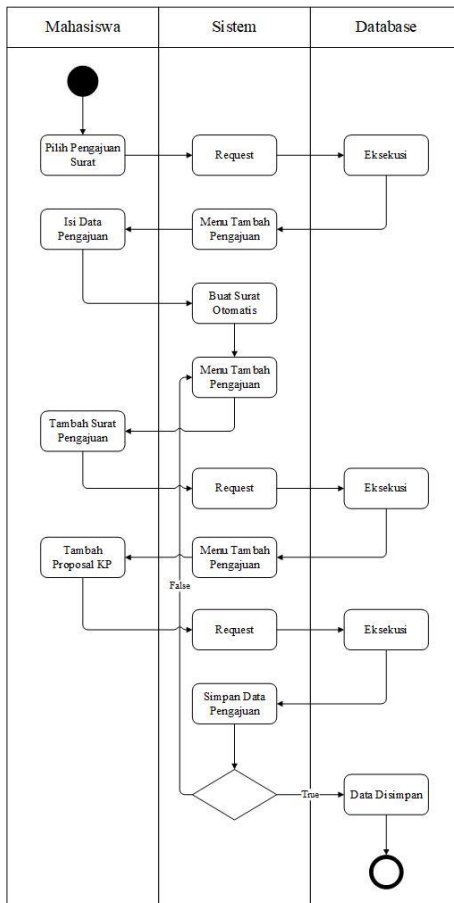 Mahasiswa
Sistem
Database
Pilih Pengajuan
Surat
Request
Eksekusi
Isi Data
Pengajuan
Menu Tambah
Pengajuan
Buat Surat
Otomatis
Menu Tambah
Pengajuan
Tambah Surat
Pengajuan
Request
Eksekusi
Tambah
Proposal KP
Menu Tambah
Pengajuan
False
Request
Eksekusi
Simpan Data
Pengajuan
True
Data Disimpan